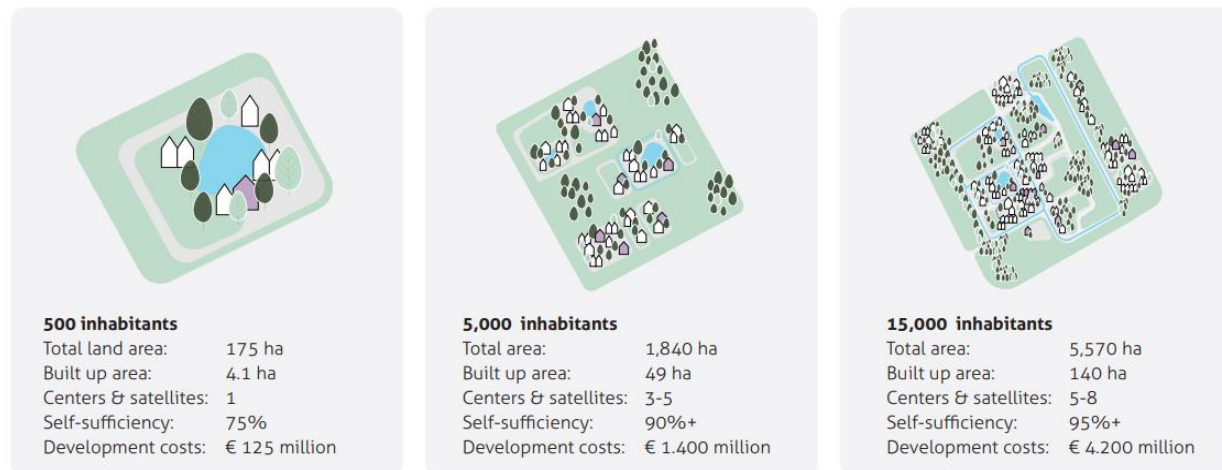 500 inhabitants
Total land area: 175 ha
Built up area: 4.1 ha
Centers & satellites: 1
Self-sufficiency: 75%
Development costs: € 125 million
5,000 inhabitants
Total area: 1,840 ha
Built up area: 49 ha
Centers & satellites: 3-5
Self-sufficiency: 90%+
Development costs: € 1.400 million
15,000 inhabitants
Total area: 5,570 ha
Built up area: 140 ha
Centers & satellites: 5-8
Self-sufficiency: 95%+
Development costs: € 4.200 million